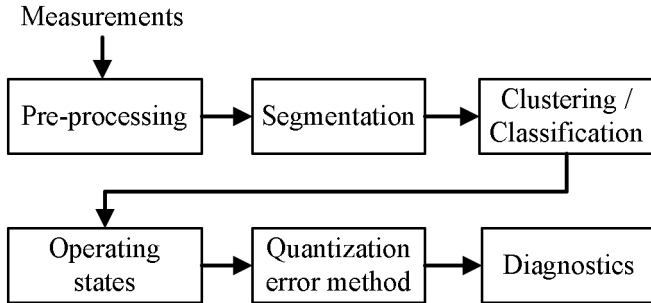 Measurements
Pre-processing
Segmentation
Clustering /
Classification
Operating
states
Quantization
error method
Diagnostics